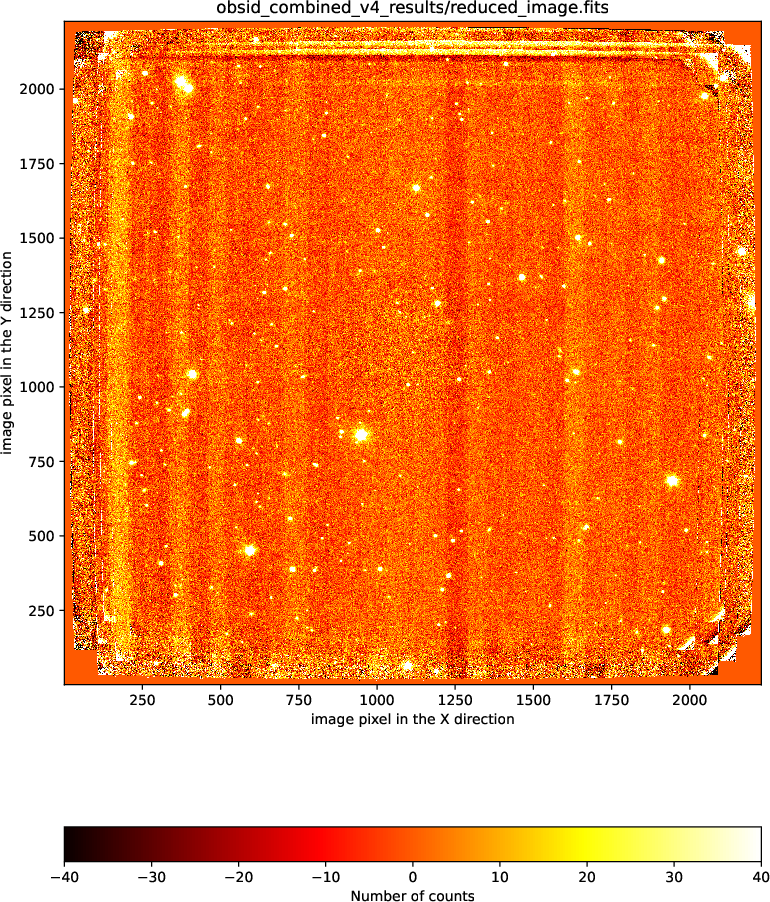 obsid_combined_v4_results/reduced_image.fits
image pixel in the Y direction
2000
1750
1500
1250
1000
750
500
250
250 500 750 1000 1250 1500 1750 2000
image pixel in the X direction
−40 −30 −20 −10 0 10 20 30 40
Number of counts